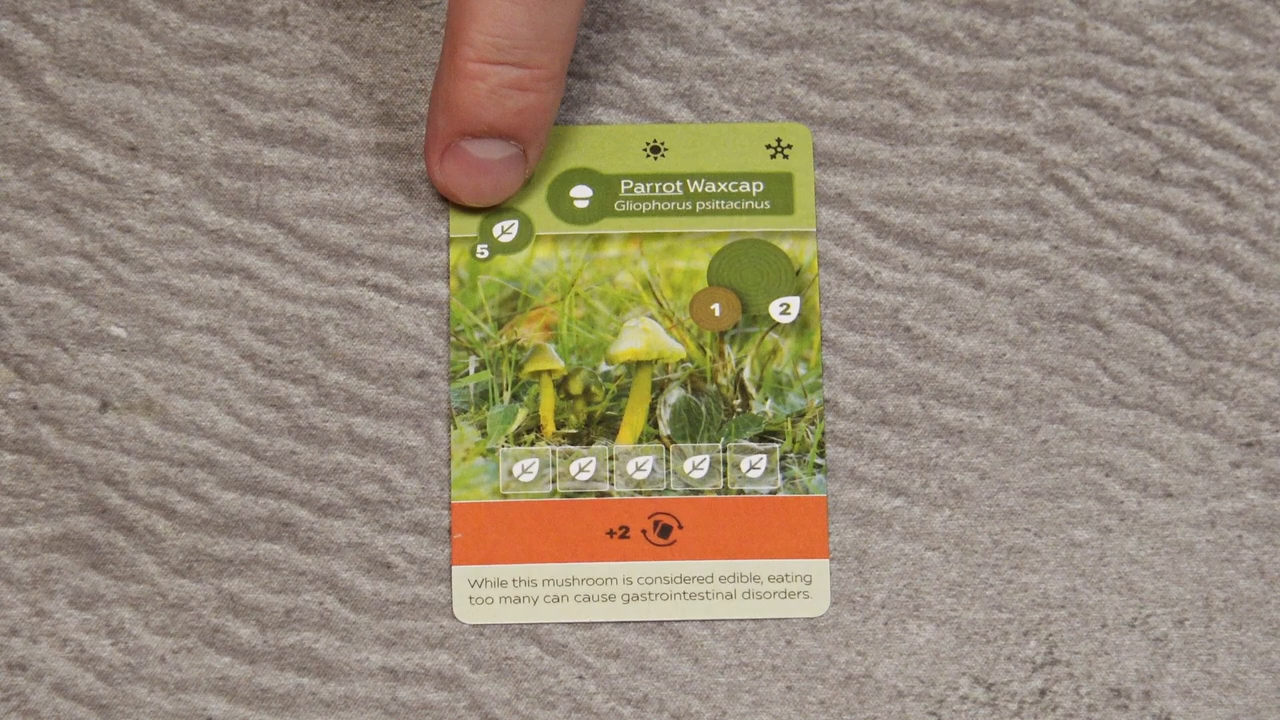 Parrot Waxcap
Gliophorus psittacinus
5
1
2
+2
While this mushroom is considered edible, eating
too many can cause gastrointestinal disorders.